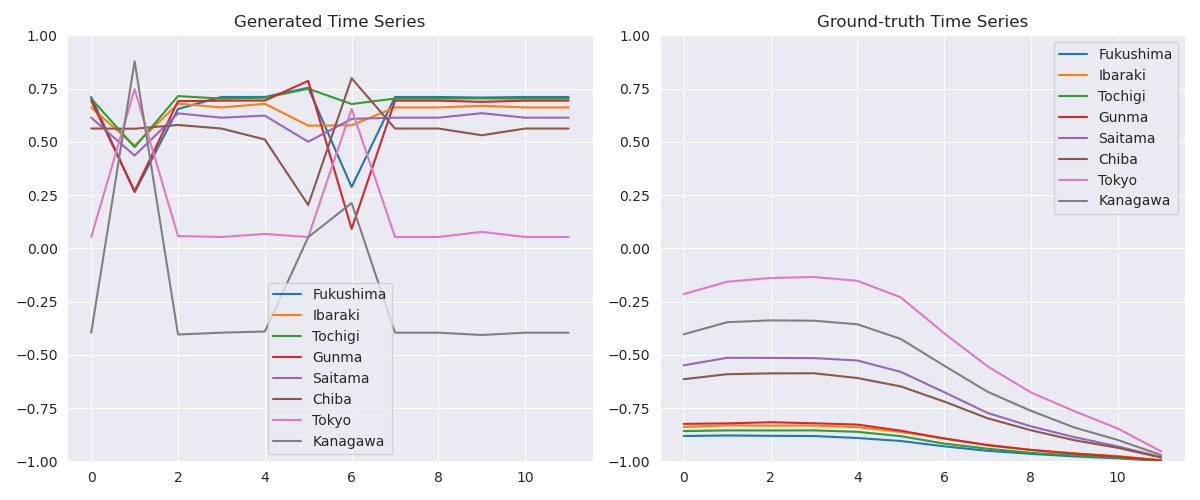 Generated Time Series
1.00
0.75
0.50
0.25
0.00
−0.25
−0.50
−0.75
−1.00
0 2 4 6 8 10
Fukushima
Ibaraki
Tochigi
Gunma
Saitama
Chiba
Tokyo
Kanagawa
Ground-truth Time Series
1.00
0.75
0.50
0.25
0.00
−0.25
−0.50
−0.75
−1.00
0 2 4 6 8 10
Fukushima
Ibaraki
Tochigi
Gunma
Saitama
Chiba
Tokyo
Kanagawa